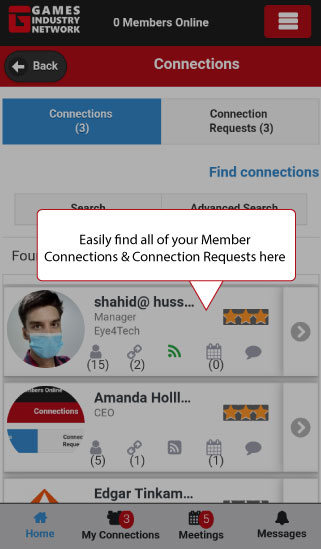 GAMES
INDUSTRY
NETWORK
0 Members Online
Back
Connections
Connections
(3)
Connection
Requests (3)
Find connections
Search
Advanced Search
Easily find all of your Member
Connections & Connection Requests here
Fou
shahid@ huss...
Manager
Eye4Tech
(15) (2) (0)
Members Online
Connections
Connec
Reque
Amanda Holll...
CEO
(5) (1) (1)
Edgar Tinkam...
3
5
Home
My Connections
Meetings
Messages